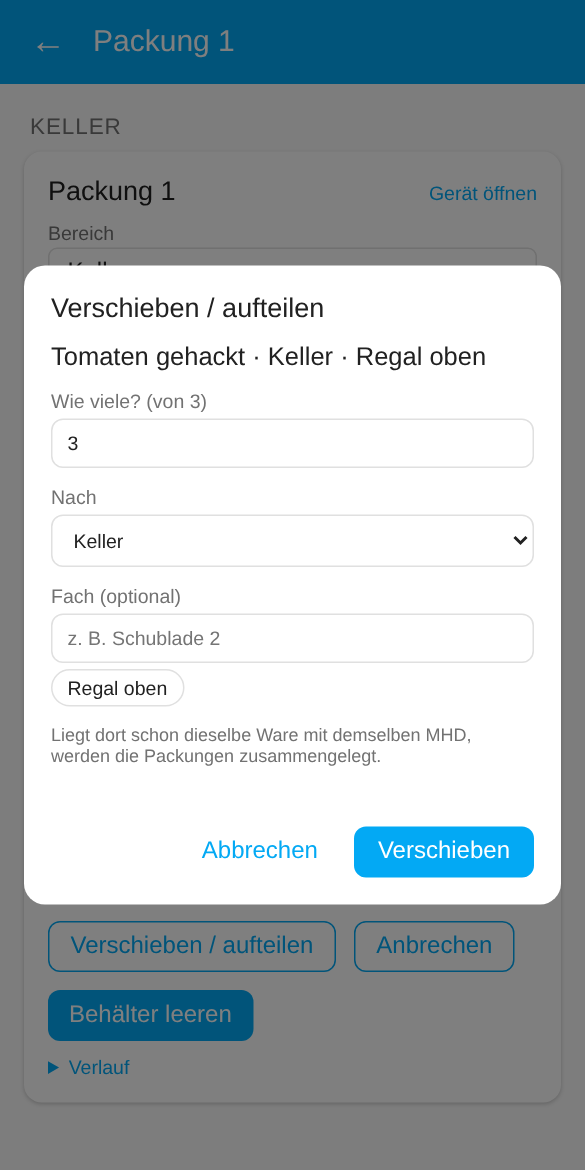 ← Packung 1
KELLER
Packung 1
Gerät öffnen
Bereich
Verschieben / aufteilen
Tomaten gehackt · Keller · Regal oben
Wie viele? (von 3)
3
Nach
Keller
Fach (optional)
z. B. Schublade 2
Regal oben
Liegt dort schon dieselbe Ware mit demselben MHD,
werden die Packungen zusammengelegt.
Abbrechen
Verschieben
Verschieben / aufteilen
Anbrechen
Behälter leeren
Verlauf